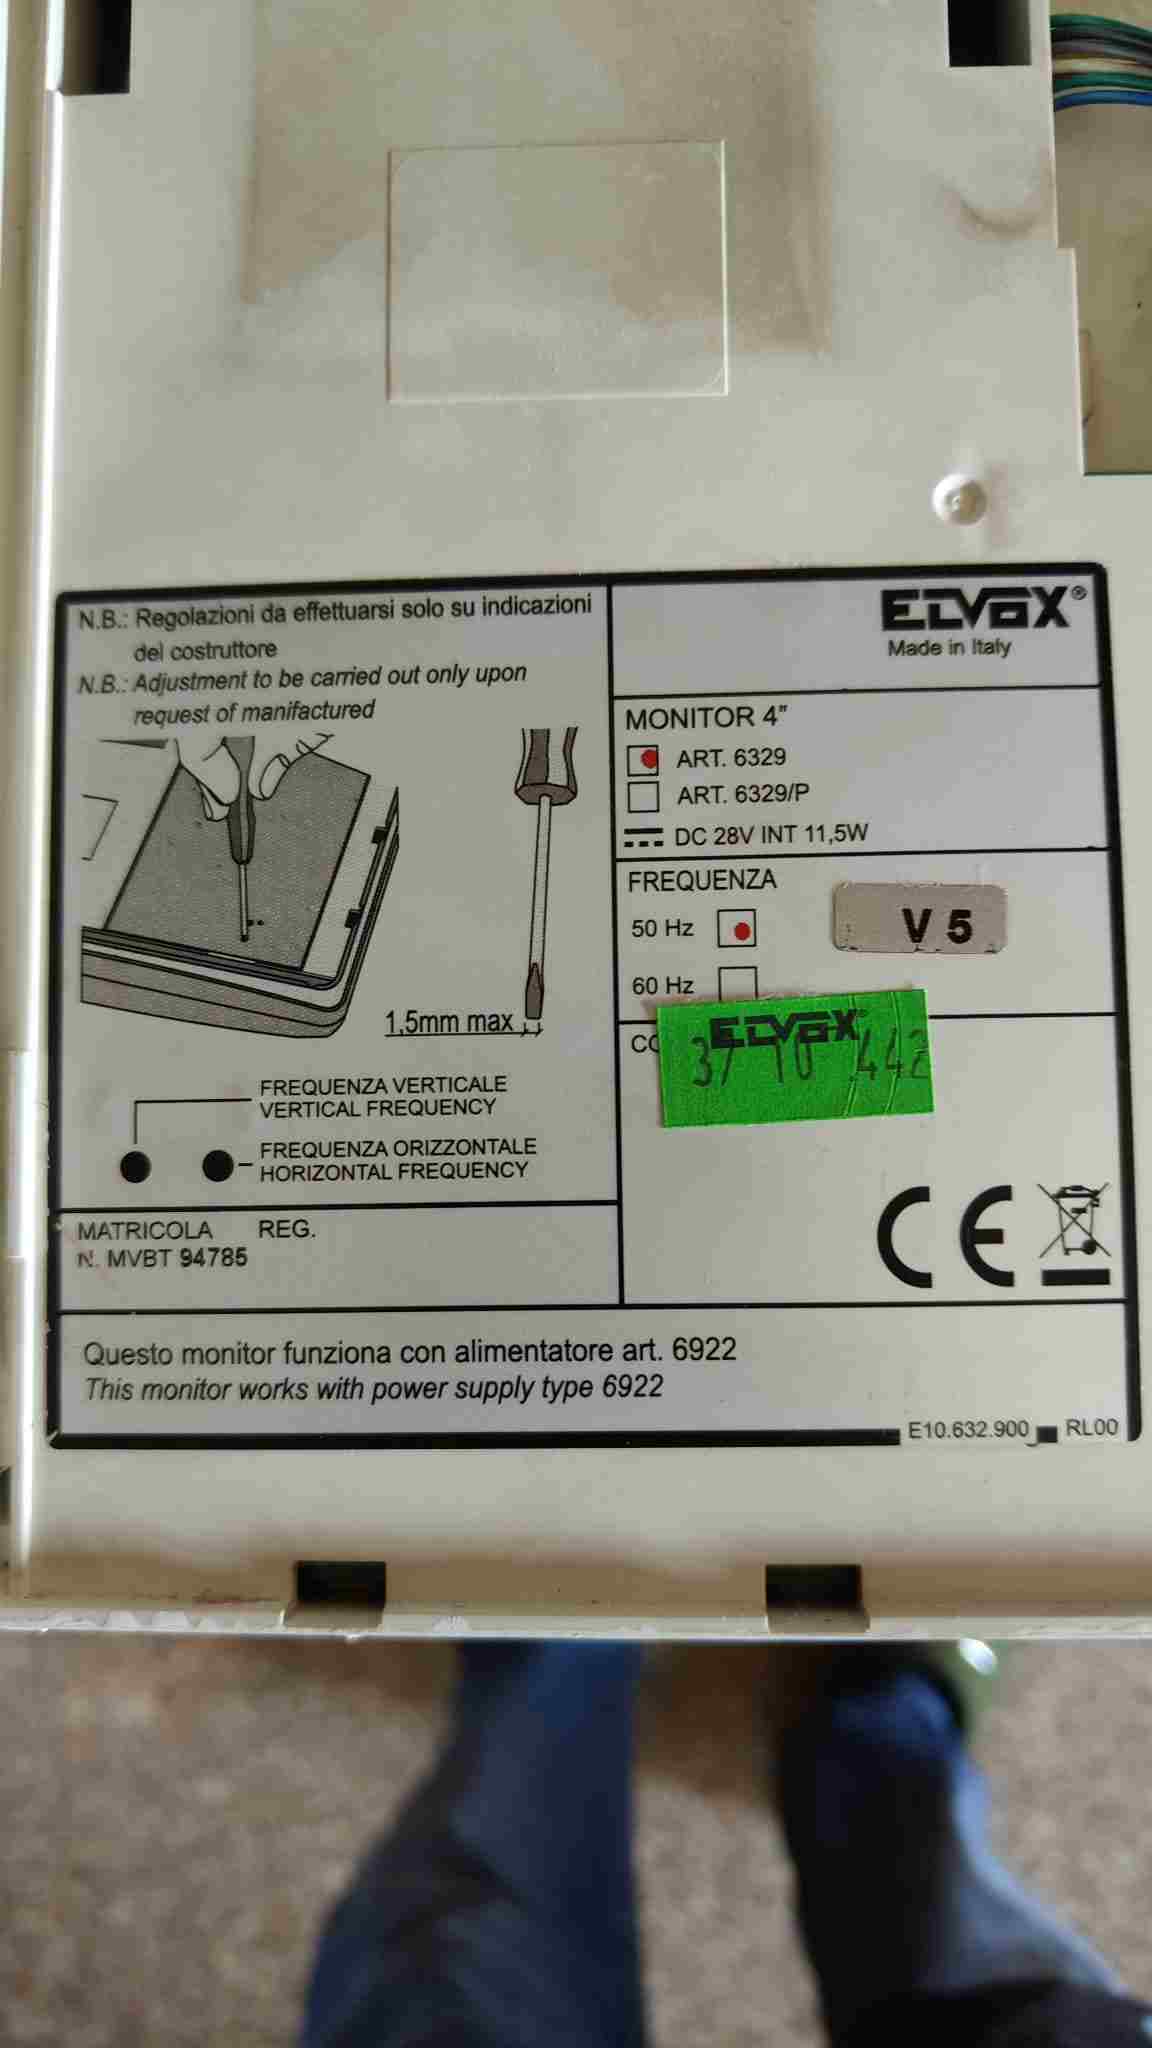 N.B.: Regolazioni da effettuarsi solo su indicazioni
del costruttore
N.B.: Adjustment to be carried out only upon
request of manifactured
1,5mm max
FREQUENZA VERTICALE
VERTICAL FREQUENCY
FREQUENZA ORIZZONTALE
HORIZONTAL FREQUENCY
MATRICOLA REG.
N. MVBT 94785
ELVOX®
Made in Italy
MONITOR 4"
ART. 6329
ART. 6329/P
DC 28V INT 11,5W
FREQUENZA
50 Hz
V 5
60 Hz
ELVOX
37 10 442
CE
Questo monitor funziona con alimentatore art. 6922
This monitor works with power supply type 6922
E10.632.900 RL00